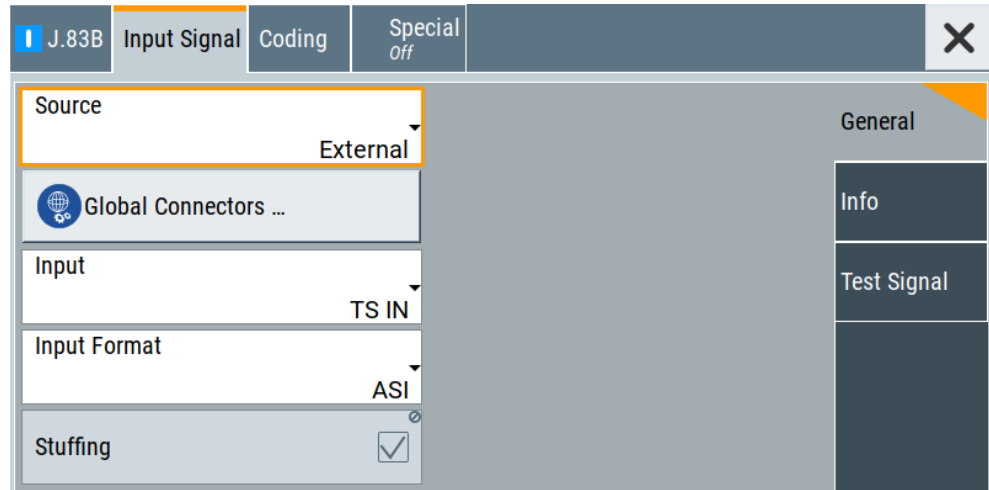 J.83B
Input Signal
Coding
Special
Off
Source
External
Global Connectors ...
Input
TS IN
Input Format
ASI
Stuffing
General
Info
Test Signal